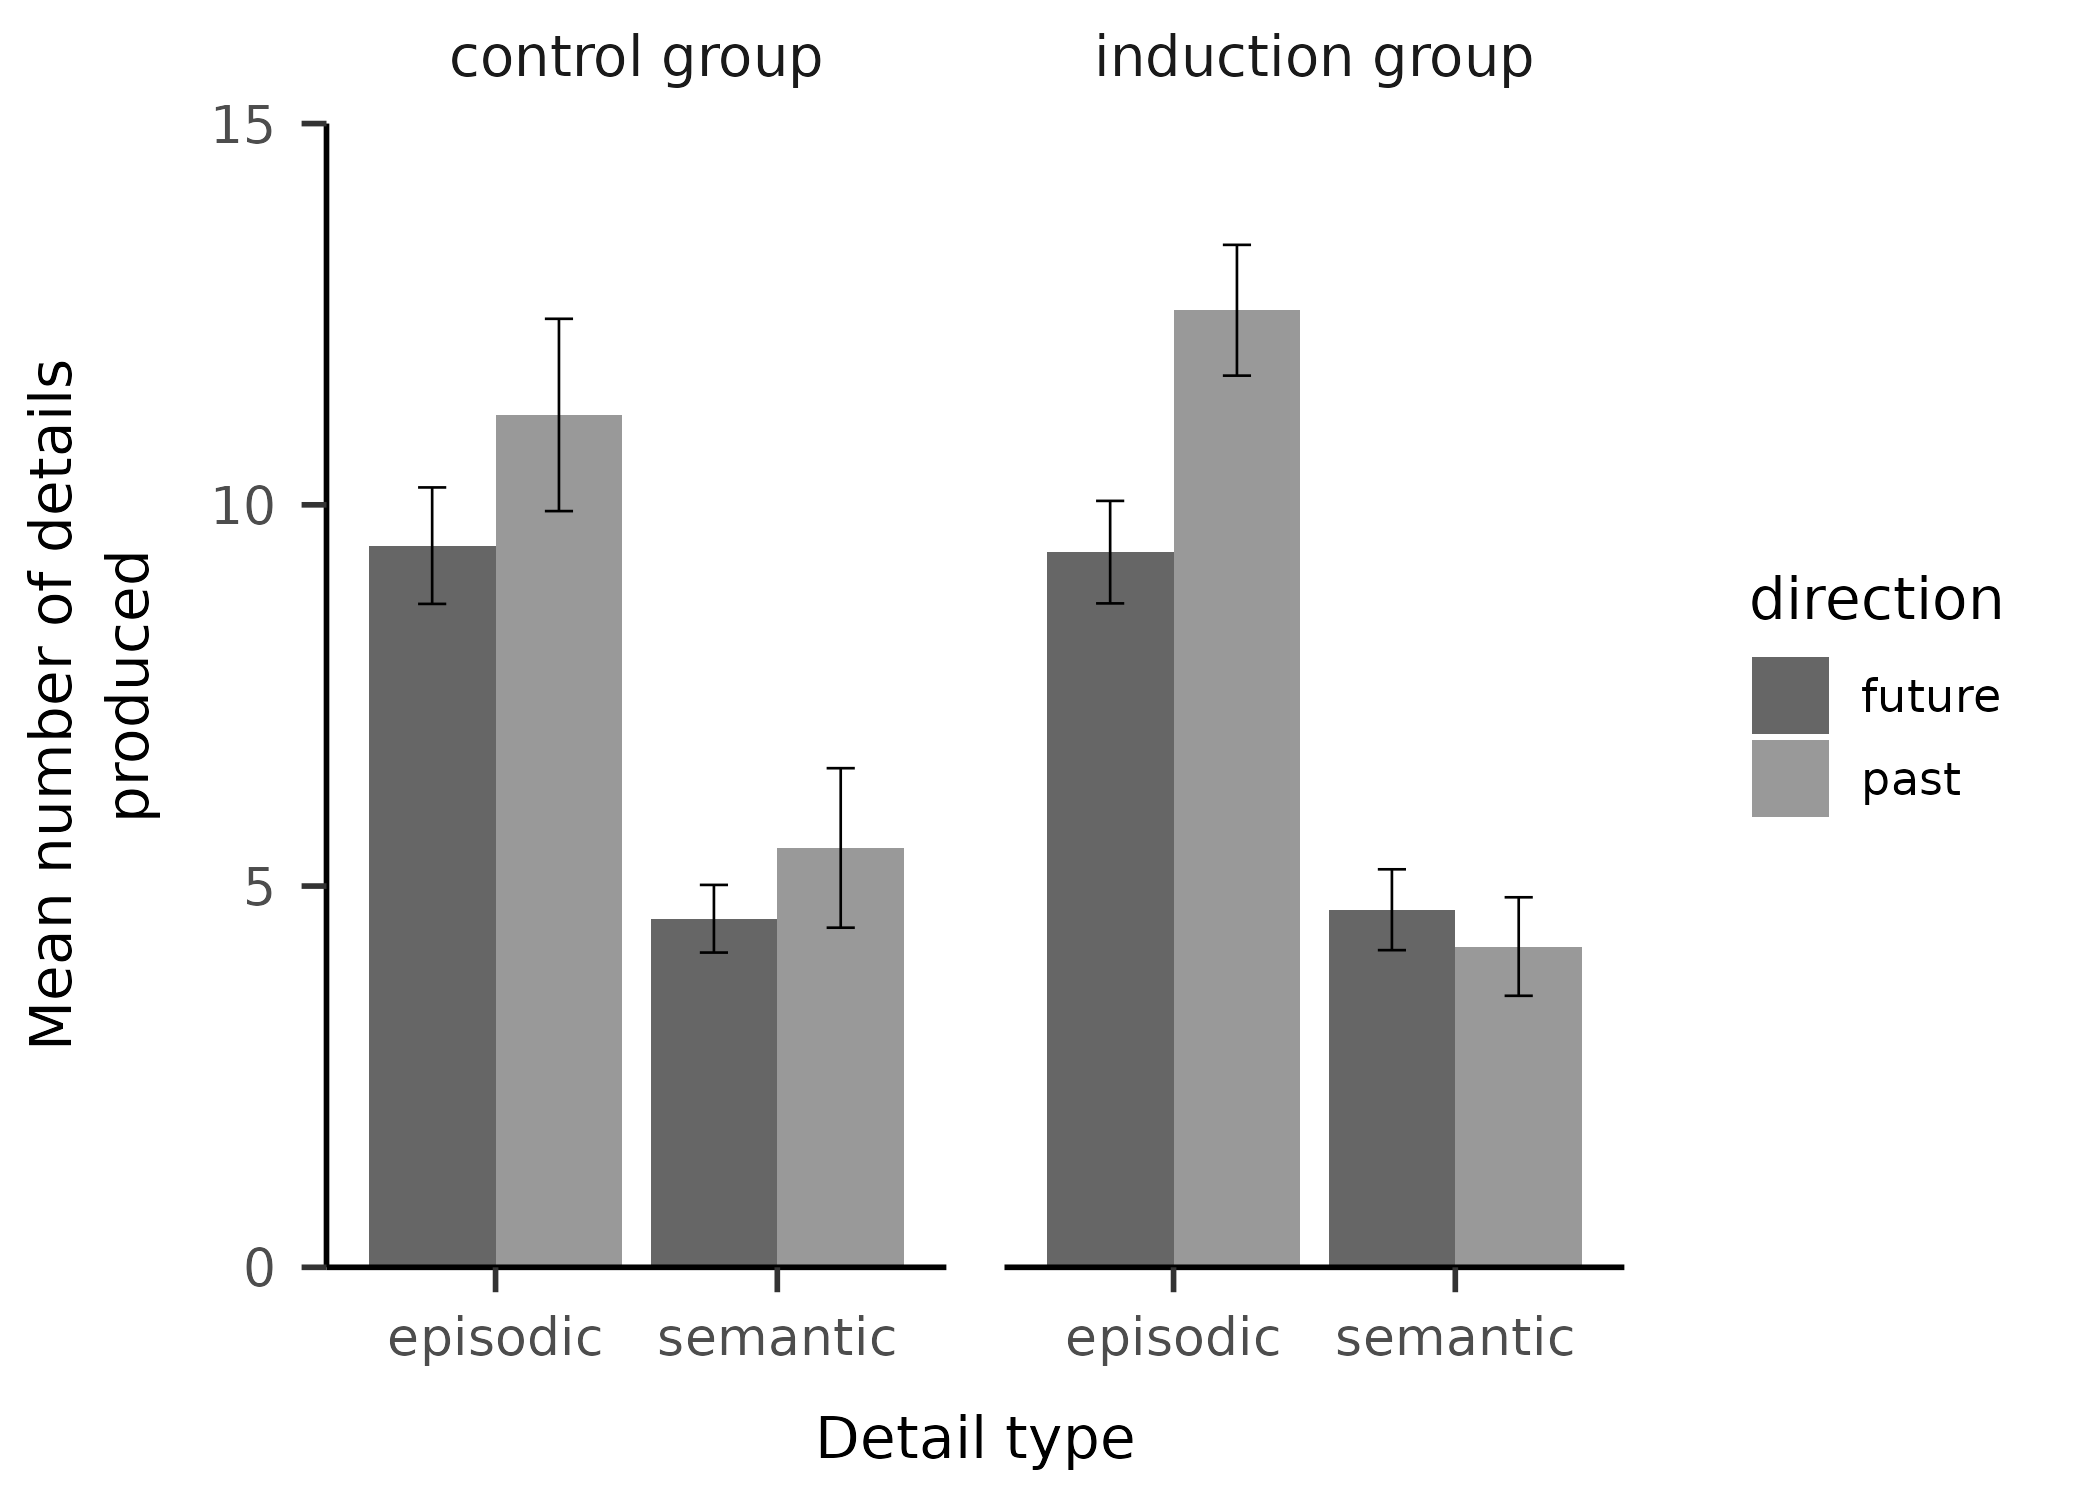 control group
induction group
15
10
5
0
Mean number of details
produced
episodic
semantic
episodic
semantic
Detail type
direction
future
past